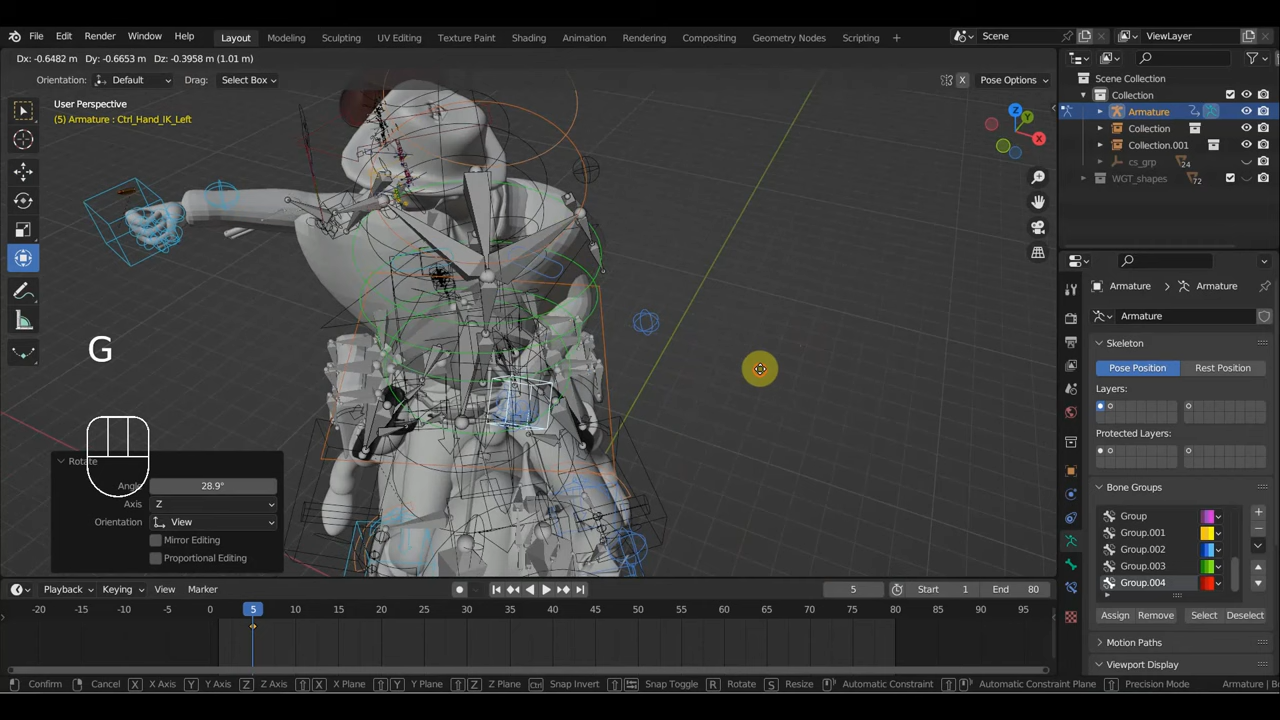 File Edit Render Window Help Layout Modeling Sculpting UV Editing Texture Paint Shading Animation Rendering Compositing Geometry Nodes Scripting + Scene ViewLayer
Dx: -0.6482 m Dy: -0.6653 m Dz: -0.3958 m (1.01 m)
Orientation: Default Drag: Select Box X Pose Options
Scene Collection
User Perspective
(5) Armature : Ctrl_Hand_IK_Left
Collection
Armature
Collection
Collection.001
cs_grp 24
WGT_shapes 72
Z
Y
X
Armature Armature
Armature
Skeleton
Pose Position Rest Position
Layers:
Protected Layers:
Bone Groups
Group
Group.001
Group.002
Group.003
Group.004
Assign Remove Select Deselect
Motion Paths
Viewport Display
G
Rotate
Angle 28.9°
Axis Z
Orientation View
Mirror Editing
Proportional Editing
Playback Keying View Marker 5 Start 1 End 80
-20 -15 -10 -5 0 5 10 15 20 25 30 35 40 45 50 55 60 65 70 75 80 85 90 95
Confirm Cancel X X Axis Y Y Axis Z Z Axis X X Plane Y Y Plane Z Z Plane Ctrl Snap Invert Snap Toggle R Rotate S Resize Automatic Constraint Automatic Constraint Plane Precision Mode Armature | B